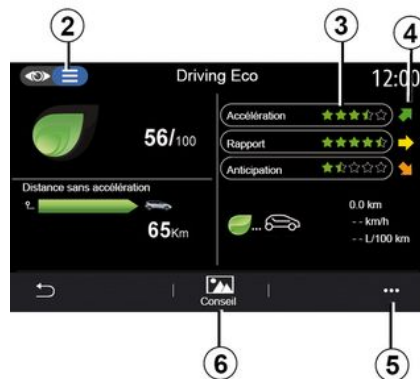 2
3
4
Driving Eco
12:00
56/100
Accélération
Rapport
Anticipation
Distance sans accélération
65Km
0.0 km
-- km/h
-- L/100 km
Conseil
6
5